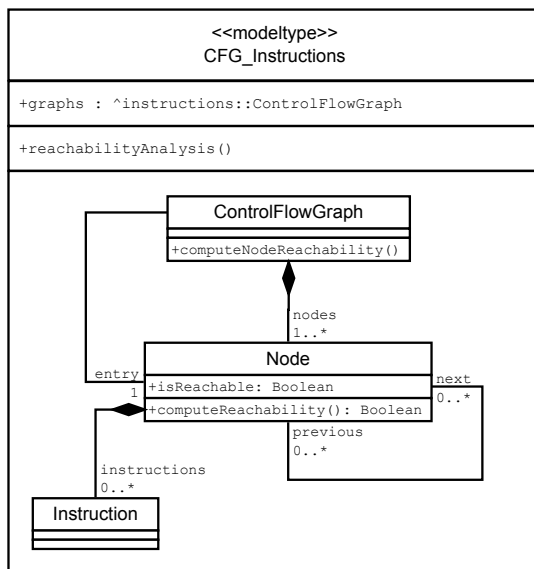 <<modeltype>>
CFG_Instructions
+graphs : ^instructions::ControlFlowGraph
+reachabilityAnalysis()
ControlFlowGraph
+computeNodeReachability()
nodes
1..*
Node
entry
1
+isReachable: Boolean
next
0..*
+computeReachability(): Boolean
previous
0..*
instructions
0..*
Instruction